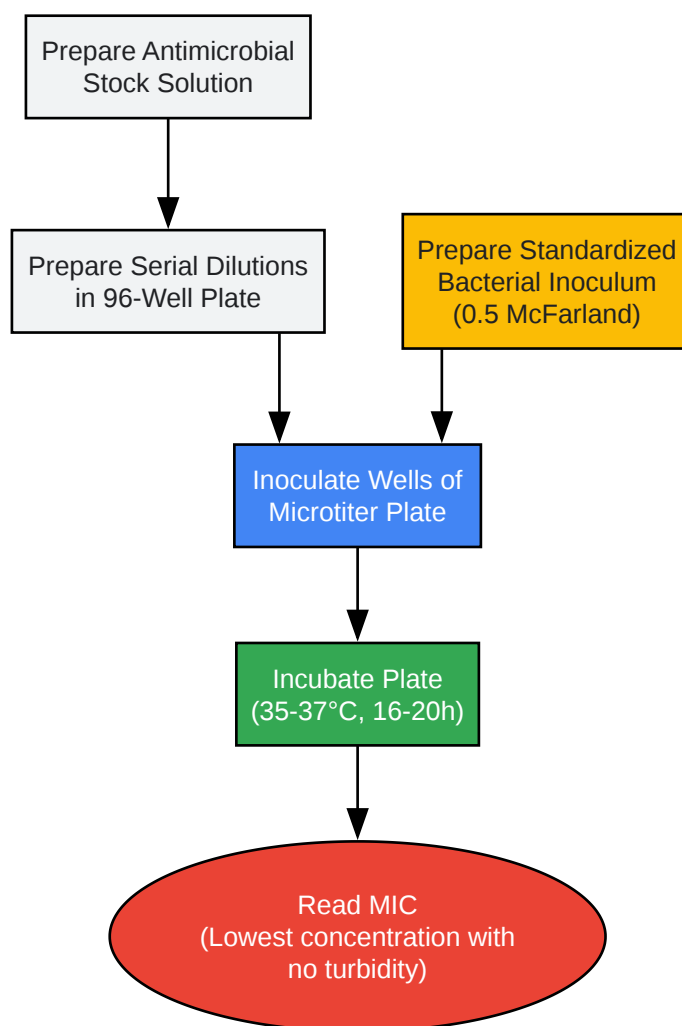 Prepare Antimicrobial
Stock Solution
Prepare Serial Dilutions
in 96-Well Plate
Prepare Standardized
Bacterial Inoculum
(0.5 McFarland)
Inoculate Wells of
Microtiter Plate
Incubate Plate
(35-37°C, 16-20h)
Read MIC
(Lowest concentration with
no turbidity)